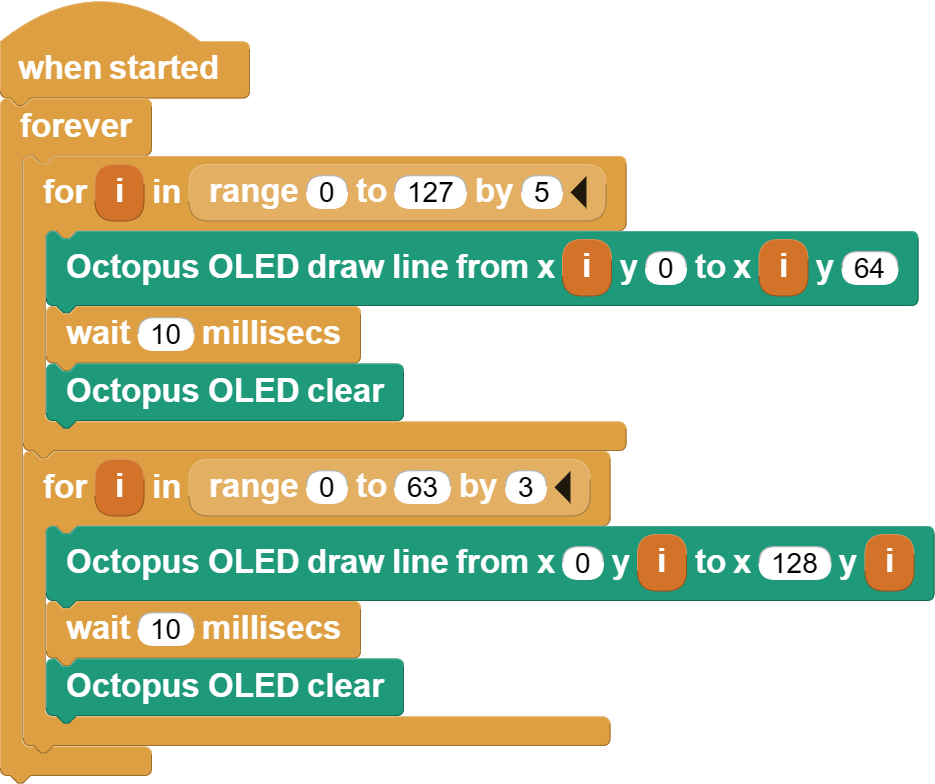 when started
forever
for i in range 0 to 127 by 5
Octopus OLED draw line from x i y 0 to x i y 64
wait 10 millisecs
Octopus OLED clear
for i in range 0 to 63 by 3
Octopus OLED draw line from x 0 y i to x 128 y i
wait 10 millisecs
Octopus OLED clear